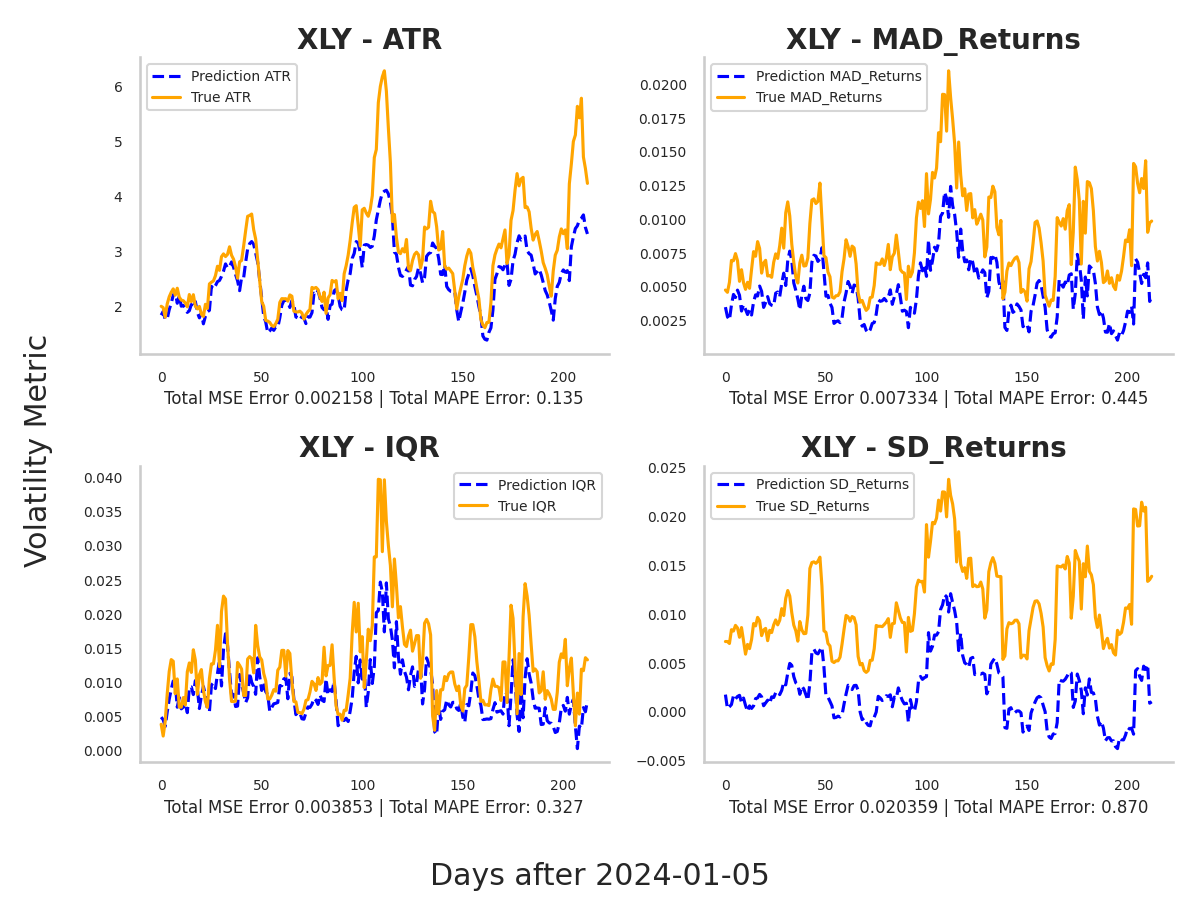 XLY - ATR
Prediction ATR
True ATR
6
5
4
3
2
0 50 100 150 200
Total MSE Error 0.002158 | Total MAPE Error: 0.135
XLY - MAD_Returns
Prediction MAD_Returns
True MAD_Returns
0.0200
0.0175
0.0150
0.0125
0.0100
0.0075
0.0050
0.0025
0 50 100 150 200
Total MSE Error 0.007334 | Total MAPE Error: 0.445
Volatility Metric
XLY - IQR
Prediction IQR
True IQR
0.040
0.035
0.030
0.025
0.020
0.015
0.010
0.005
0.000
0 50 100 150 200
Total MSE Error 0.003853 | Total MAPE Error: 0.327
XLY - SD_Returns
Prediction SD_Returns
True SD_Returns
0.025
0.020
0.015
0.010
0.005
0.000
−0.005
0 50 100 150 200
Total MSE Error 0.020359 | Total MAPE Error: 0.870
Days after 2024-01-05